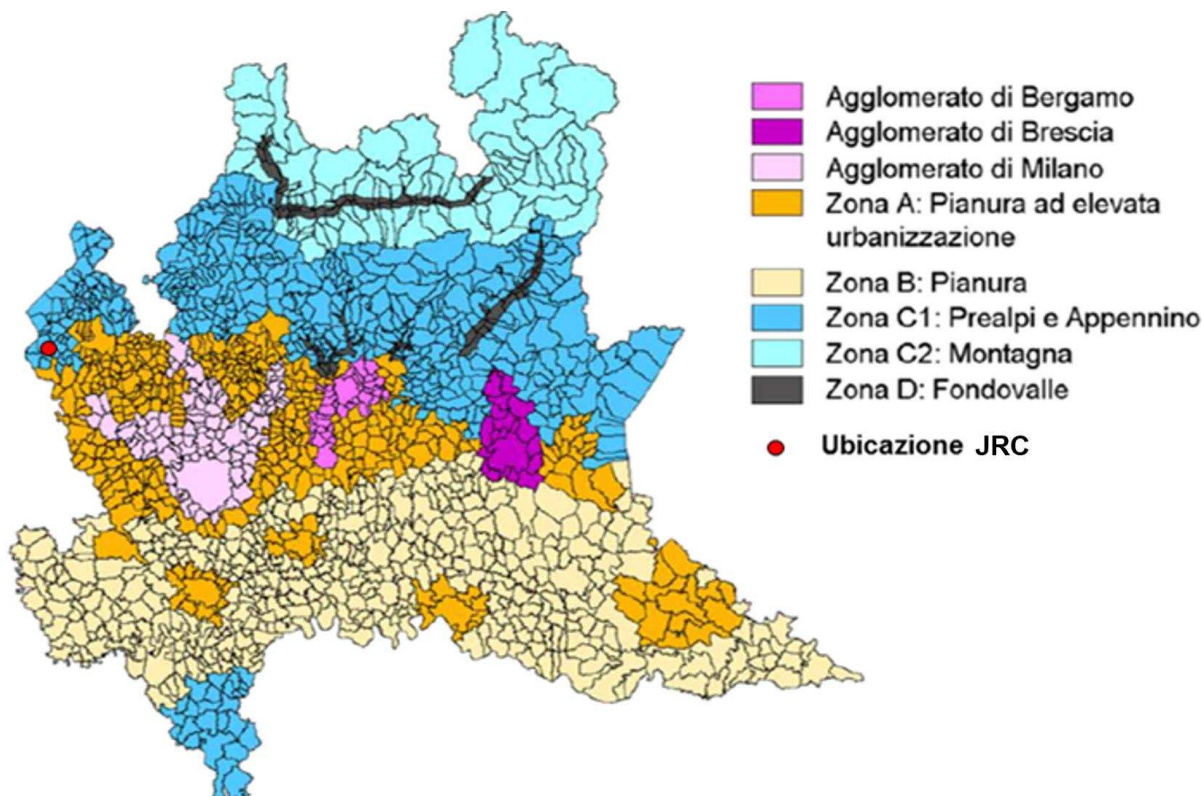 Agglomerato di Bergamo
Agglomerato di Brescia
Agglomerato di Milano
Zona A: Pianura ad elevata
urbanizzazione
Zona B: Pianura
Zona C1: Prealpi e Appennino
Zona C2: Montagna
Zona D: Fondovalle
Ubicazione JRC